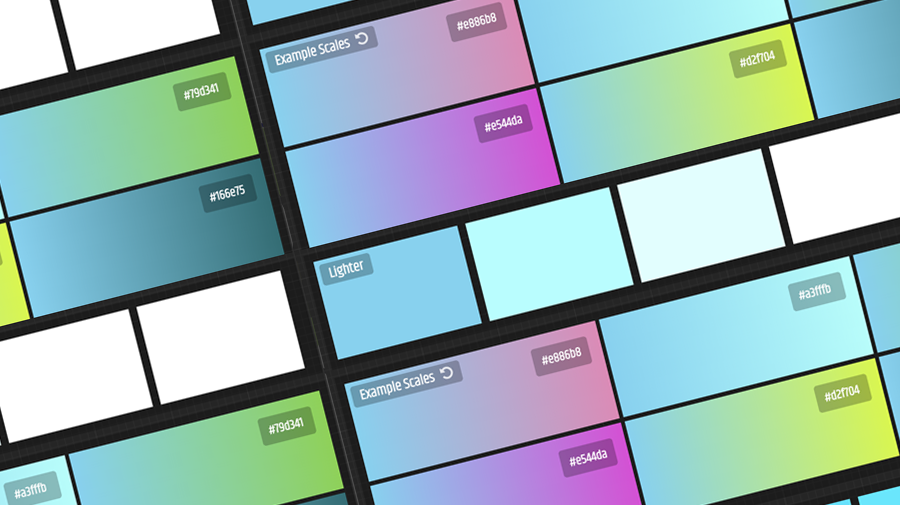 Example Scales
#e886b8
#79d341
#d2f704
#e544da
#166e75
Lighter
#a3fffb
Example Scales
#e886b8
#d2f704
#79d341
#e544da
#a3fffb